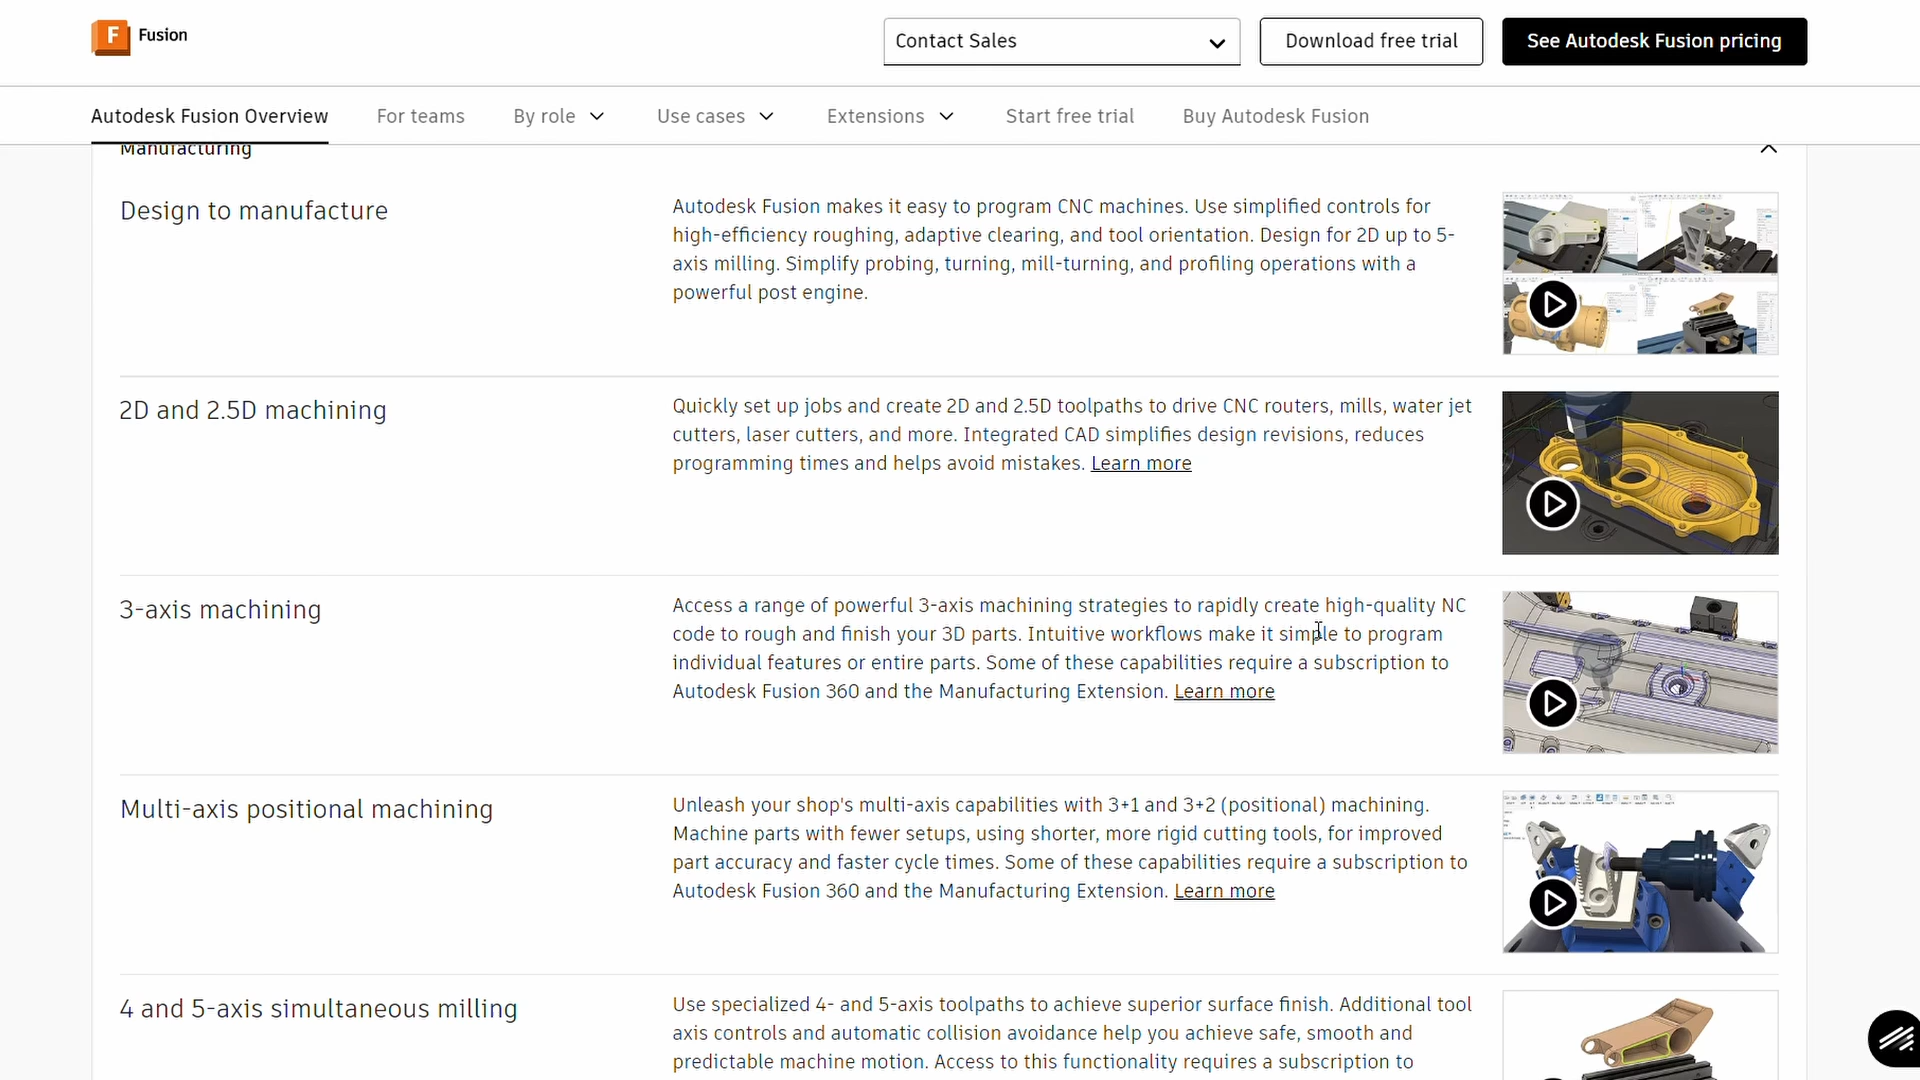 F Fusion
Contact Sales
Download free trial
See Autodesk Fusion pricing
Autodesk Fusion Overview
For teams
By role
Use cases
Extensions
Start free trial
Buy Autodesk Fusion
Manufacturing
Design to manufacture
Autodesk Fusion makes it easy to program CNC machines. Use simplified controls for
high-efficiency roughing, adaptive clearing, and tool orientation. Design for 2D up to 5-
axis milling. Simplify probing, turning, mill-turning, and profiling operations with a
powerful post engine.
2D and 2.5D machining
Quickly set up jobs and create 2D and 2.5D toolpaths to drive CNC routers, mills, water jet
cutters, laser cutters, and more. Integrated CAD simplifies design revisions, reduces
programming times and helps avoid mistakes. Learn more
3-axis machining
Access a range of powerful 3-axis machining strategies to rapidly create high-quality NC
code to rough and finish your 3D parts. Intuitive workflows make it simple to program
individual features or entire parts. Some of these capabilities require a subscription to
Autodesk Fusion 360 and the Manufacturing Extension. Learn more
Multi-axis positional machining
Unleash your shop's multi-axis capabilities with 3+1 and 3+2 (positional) machining.
Machine parts with fewer setups, using shorter, more rigid cutting tools, for improved
part accuracy and faster cycle times. Some of these capabilities require a subscription to
Autodesk Fusion 360 and the Manufacturing Extension. Learn more
4 and 5-axis simultaneous milling
Use specialized 4- and 5-axis toolpaths to achieve superior surface finish. Additional tool
axis controls and automatic collision avoidance help you achieve safe, smooth and
predictable machine motion. Access to this functionality requires a subscription to